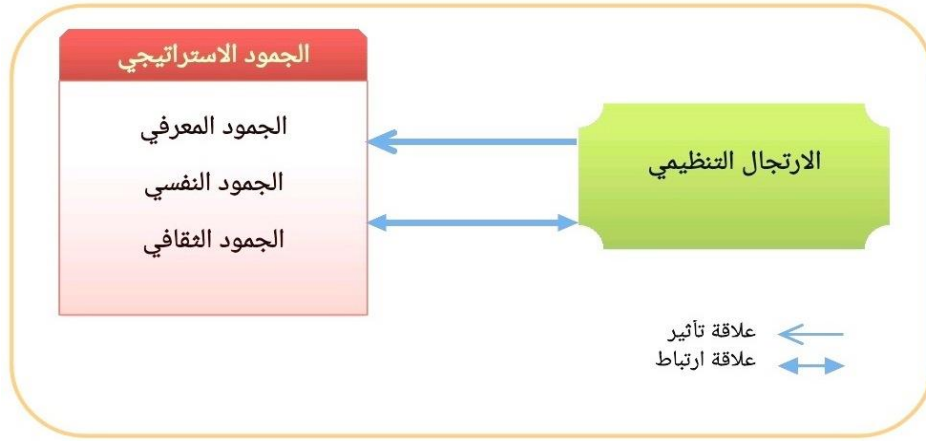 الجمود الاستراتيجي
الجمود المعرفي
الجمود النفسي
الجمود الثقافي
الارتجال التنظيمي
علاقة تأثير
علاقة ارتباط